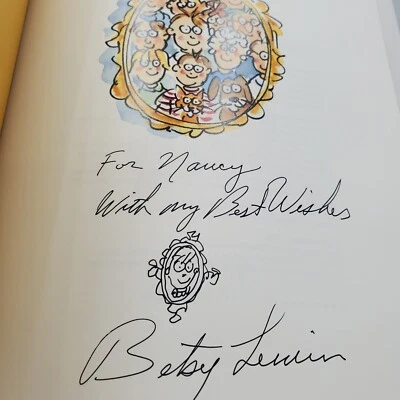 For Nancy
With my Best Wishes
Betsy Lewin